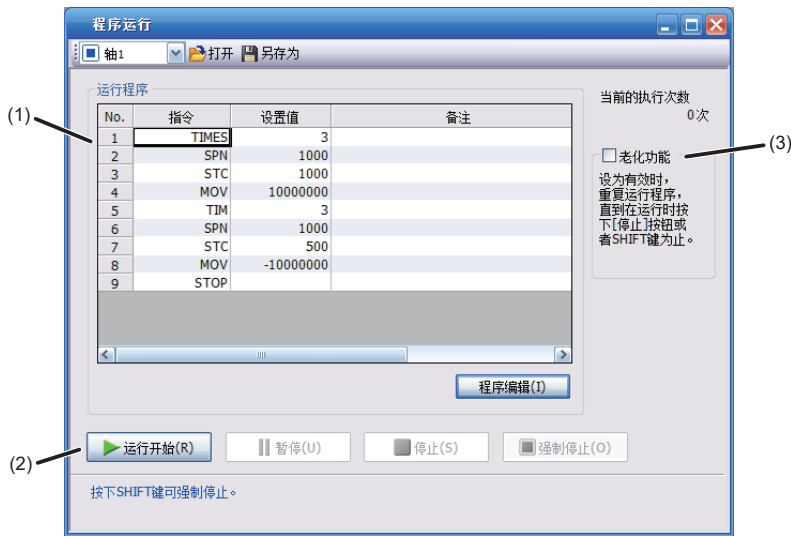 程序运行
轴1 打开 另存为
运行程序
No. 指令 设置值 备注
1 TIMES 3
2 SPN 1000
3 STC 1000
4 MOV 10000000
5 TIM 3
6 SPN 1000
7 STC 500
8 MOV -10000000
9 STOP
程序编辑(I)
当前的执行次数
0次
老化功能
设为有效时，
重复运行程序，
直到在运行时按
下[停止]按钮或
者SHIFT键为止。
运行开始(R) 暂停(U) 停止(S) 强制停止(O)
按下SHIFT键可强制停止。
(1)
(2)
(3)